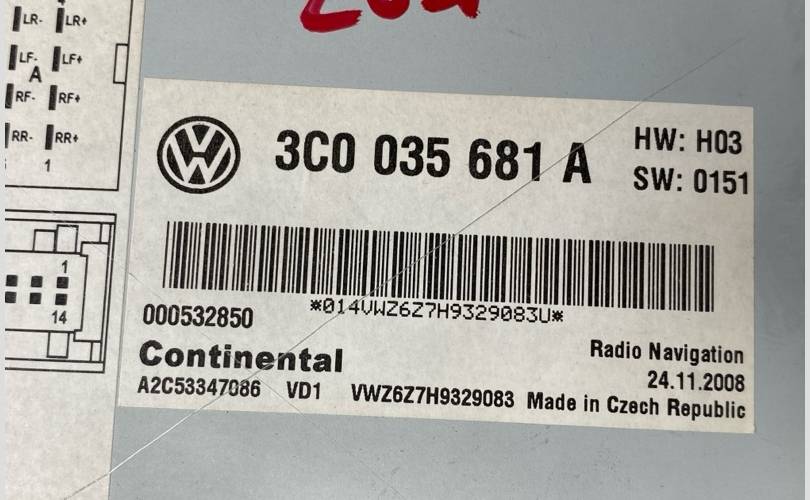 LR- LR+
LF- LF+
A
RF- RF+
RR- RR+
1
1
14
3C0 035 681 A
HW: H03
SW: 0151
*014VWZ6Z7H9329083U*
000532850
Continental
Radio Navigation
24.11.2008
A2C53347086 VD1 VWZ6Z7H9329083 Made in Czech Republic